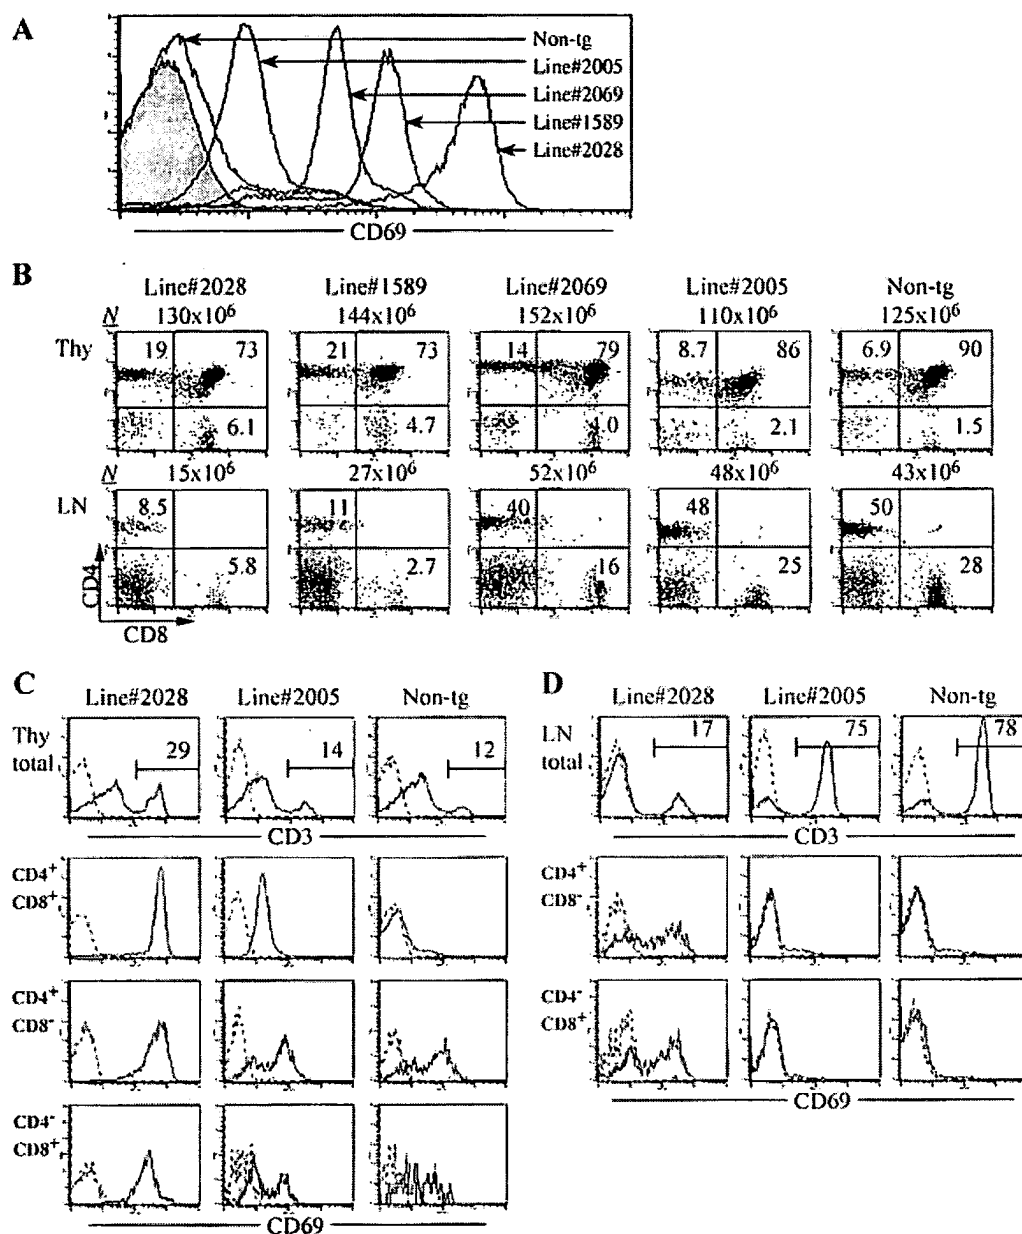 A
Non-tg
Line#2005
Line#2069
Line#1589
Line#2028
CD69
B
Line#2028 Line#1589 Line#2069 Line#2005 Non-tg
N 130x10⁶ 144x10⁶ 152x10⁶ 110x10⁶ 125x10⁶
Thy 19 73 21 73 14 79 8.7 86 6.9 90
6.1 4.7 4.0 2.1 1.5
N 15x10⁶ 27x10⁶ 52x10⁶ 48x10⁶ 43x10⁶
LN 8.5 11 40 48 50
5.8 2.7 16 25 28
CD4
CD8
C
Line#2028 Line#2005 Non-tg
Thy total 29 14 12
CD3
CD4⁺
CD8⁺
CD4⁺
CD8⁻
CD4⁻
CD8⁺
CD69
D
Line#2028 Line#2005 Non-tg
LN total 17 75 78
CD3
CD4⁺
CD8⁻
CD4⁻
CD8⁺
CD69